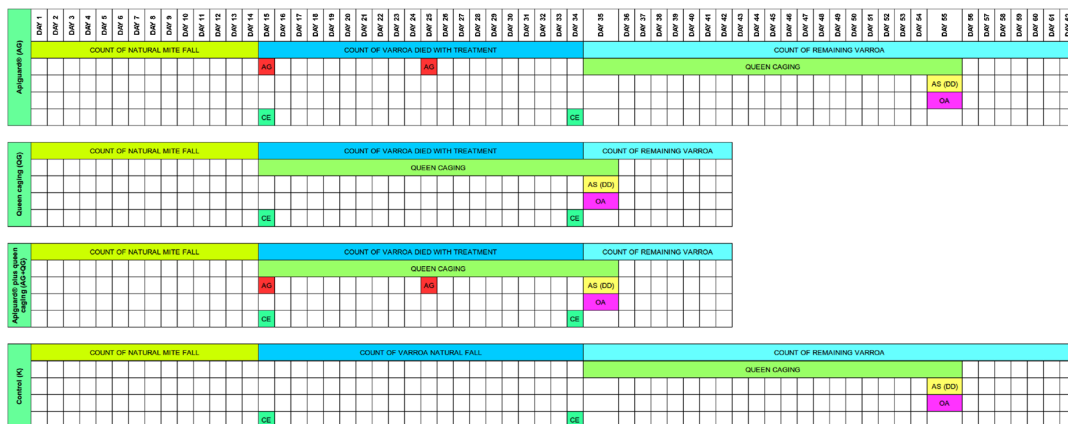 DAY 1 DAY 2 DAY 3 DAY 4 DAY 5 DAY 6 DAY 7 DAY 8 DAY 9 DAY 10 DAY 11 DAY 12 DAY 13 DAY 14 DAY 15 DAY 16 DAY 17 DAY 18 DAY 19 DAY 20 DAY 21 DAY 22 DAY 23 DAY 24 DAY 25 DAY 26 DAY 27 DAY 28 DAY 29 DAY 30 DAY 31 DAY 32 DAY 33 DAY 34 DAY 35 DAY 36 DAY 37 DAY 38 DAY 39 DAY 40 DAY 41 DAY 42 DAY 43 DAY 44 DAY 45 DAY 46 DAY 47 DAY 48 DAY 49 DAY 50 DAY 51 DAY 52 DAY 53 DAY 54 DAY 55 DAY 56 DAY 57 DAY 58 DAY 59 DAY 60 DAY 61
Apiguard® (AG)
COUNT OF NATURAL MITE FALL COUNT OF VARROA DIED WITH TREATMENT COUNT OF REMAINING VARROA
AG AG QUEEN CAGING
AS (DD)
OA
CE CE
Queen caging (QG)
COUNT OF NATURAL MITE FALL COUNT OF VARROA DIED WITH TREATMENT COUNT OF REMAINING VARROA
QUEEN CAGING
AS (DD)
OA
CE CE
Apiguard® plus queen
caging (AG+QG)
COUNT OF NATURAL MITE FALL COUNT OF VARROA DIED WITH TREATMENT COUNT OF REMAINING VARROA
QUEEN CAGING
AG AG AS (DD)
OA
CE CE
Control (K)
COUNT OF NATURAL MITE FALL COUNT OF VARROA NATURAL FALL COUNT OF REMAINING VARROA
QUEEN CAGING
AS (DD)
OA
CE CE